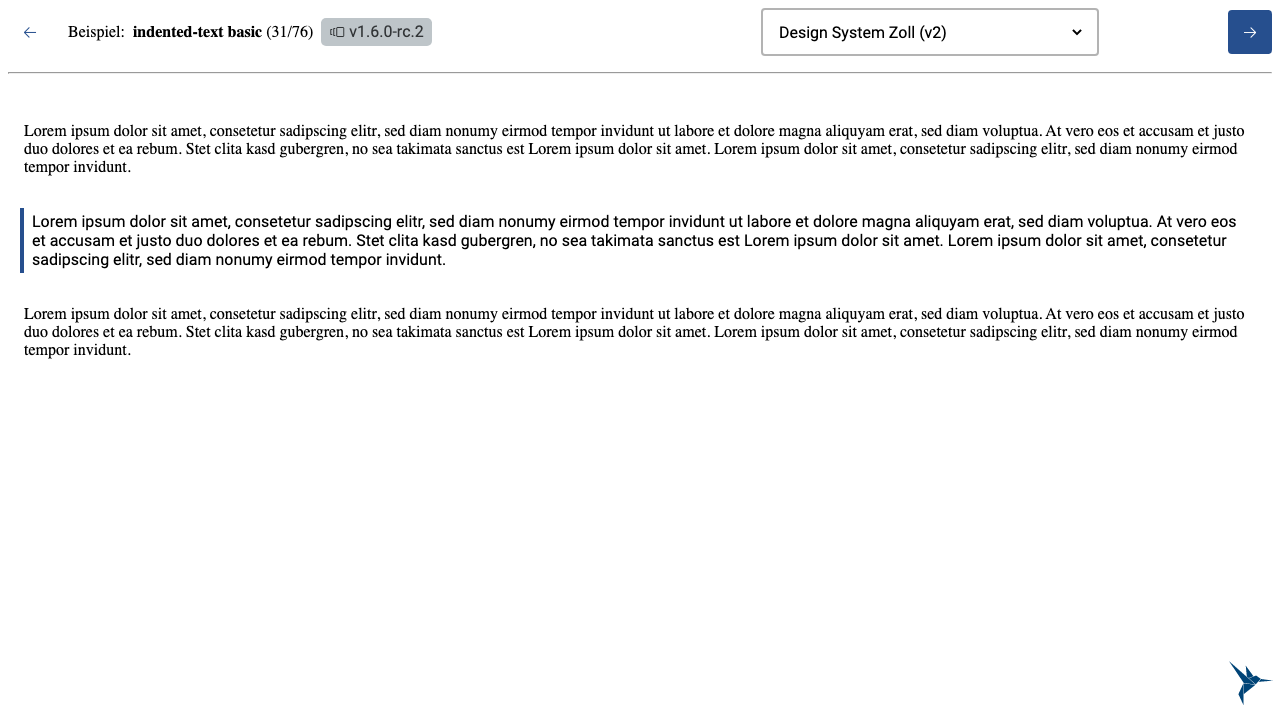 Beispiel: indented-text basic (31/76) v1.6.0-rc.2 Design System Zoll (v2)
Lorem ipsum dolor sit amet, consetetur sadipscing elitr, sed diam nonumy eirmod tempor invidunt ut labore et dolore magna aliquyam erat, sed diam voluptua. At vero eos et accusam et justo
duo dolores et ea rebum. Stet clita kasd gubergren, no sea takimata sanctus est Lorem ipsum dolor sit amet. Lorem ipsum dolor sit amet, consetetur sadipscing elitr, sed diam nonumy eirmod
tempor invidunt.
Lorem ipsum dolor sit amet, consetetur sadipscing elitr, sed diam nonumy eirmod tempor invidunt ut labore et dolore magna aliquyam erat, sed diam voluptua. At vero eos
et accusam et justo duo dolores et ea rebum. Stet clita kasd gubergren, no sea takimata sanctus est Lorem ipsum dolor sit amet. Lorem ipsum dolor sit amet, consetetur
sadipscing elitr, sed diam nonumy eirmod tempor invidunt.
Lorem ipsum dolor sit amet, consetetur sadipscing elitr, sed diam nonumy eirmod tempor invidunt ut labore et dolore magna aliquyam erat, sed diam voluptua. At vero eos et accusam et justo
duo dolores et ea rebum. Stet clita kasd gubergren, no sea takimata sanctus est Lorem ipsum dolor sit amet. Lorem ipsum dolor sit amet, consetetur sadipscing elitr, sed diam nonumy eirmod
tempor invidunt.